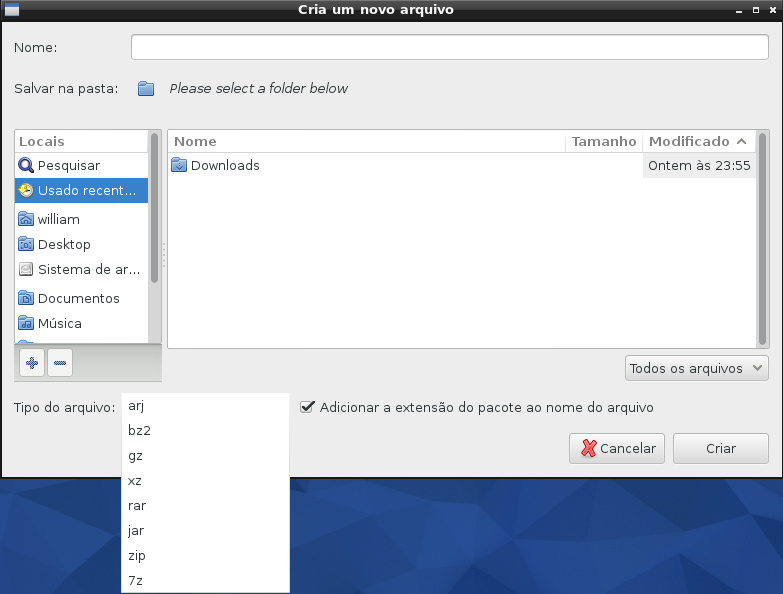 Cria um novo arquivo
Nome:
Salvar na pasta: Please select a folder below
Locais
Pesquisar
Usado recent...
william
Desktop
Sistema de ar...
Documentos
Música
Nome Tamanho Modificado
Downloads Ontem às 23:55
Todos os arquivos
Tipo do arquivo:
arj
bz2
gz
xz
rar
jar
zip
7z
Adicionar a extensão do pacote ao nome do arquivo
Cancelar Criar